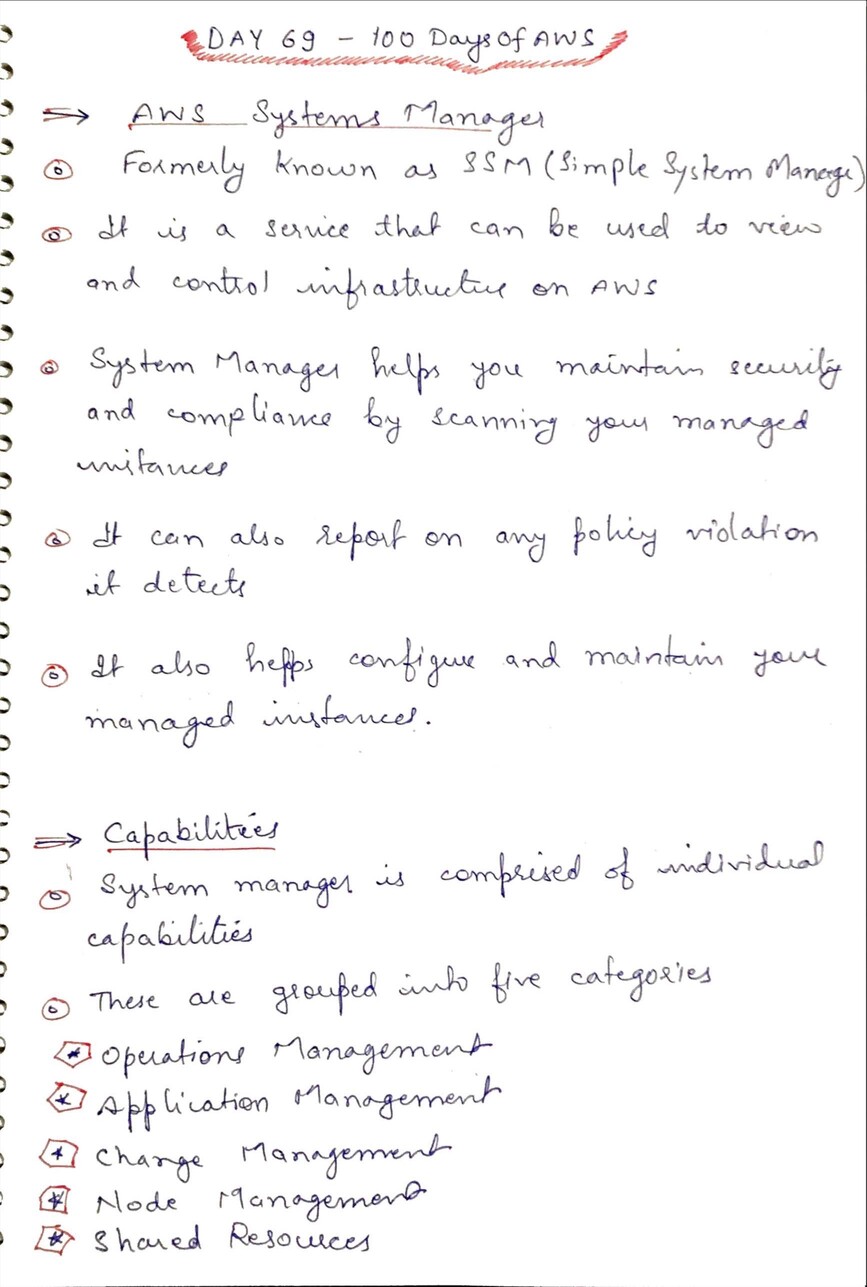 DAY 69 - 100 Days Of AWS
⇒ AWS Systems Manager
Formerly known as SSM (Simple System Manage)
It is a service that can be used to view
and control infrastructure on AWS
System Manager helps you maintain security
and compliance by scanning your managed
instances
It can also report on any policy violation
it detects
It also helps configure and maintain your
managed instances.
⇒ Capabilities
System manager is comprised of individual
capabilities
These are grouped into five categories
Operations Management
Application Management
Change Management
Node Management
Shared Resources